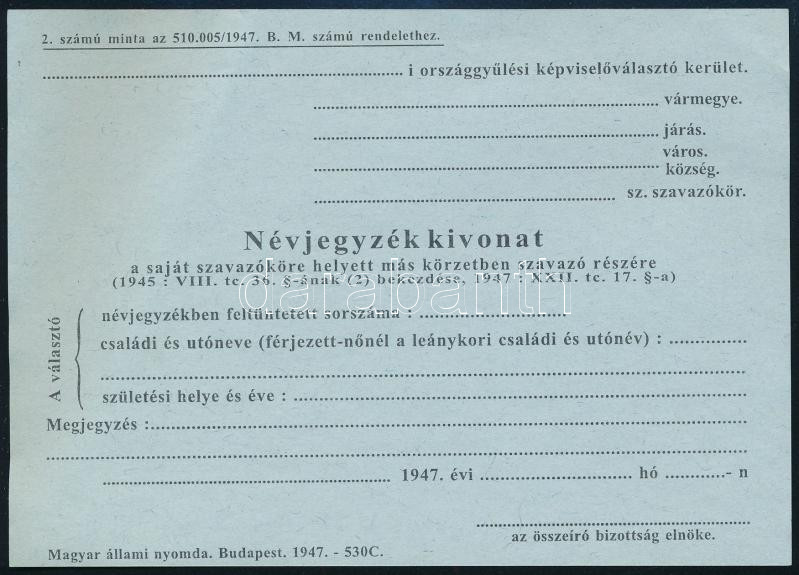 2. számú minta az 510.005/1947. B. M. számú rendelethez.
i országgyűlési képviselőválasztó kerület.
vármegye.
járás.
város.
község.
sz. szavazókör.
Névjegyzék kivonat
a saját szavazóköre helyett más körzetben szavazó részére
(1945 : VIII. tc. 36. §-ának (2) bekezdése, 1947 : XXII. tc. 17. §-a)
darabanth
A választó
névjegyzékben feltüntetett sorszáma :
családi és utóneve (férjezett-nőnél a leánykori családi és utónév) :
születési helye és éve :
Megjegyzés :
1947. évi hó - n
az összeíró bizottság elnöke.
Magyar állami nyomda. Budapest. 1947. - 530C.